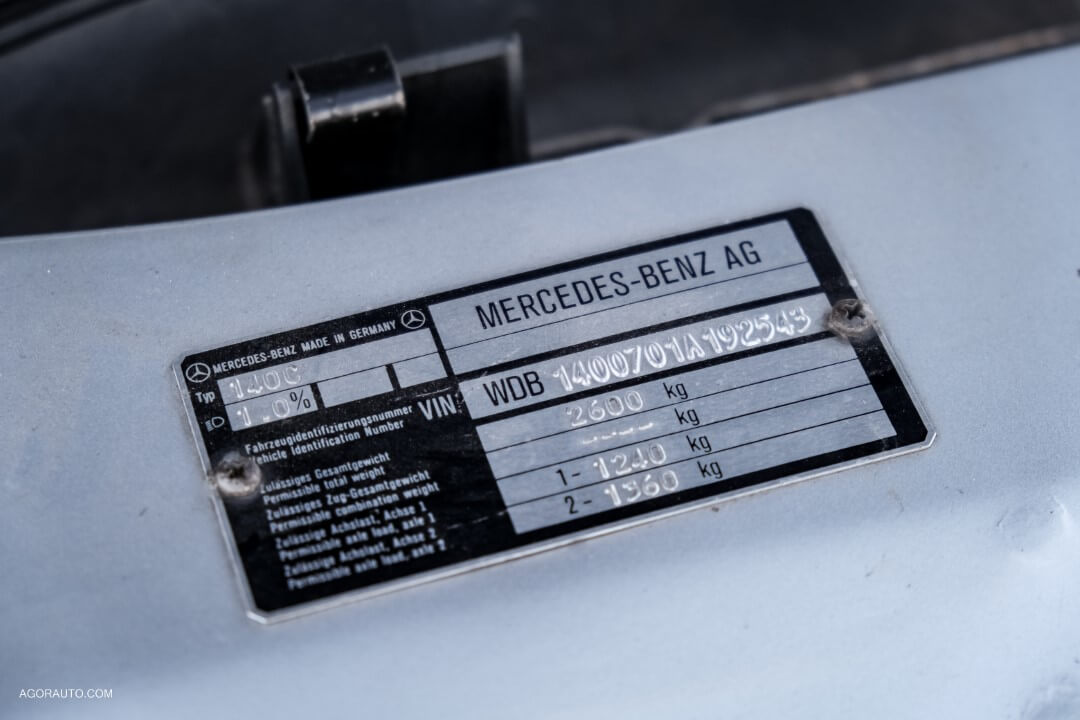 MERCEDES-BENZ MADE IN GERMANY
MERCEDES-BENZ AG
Typ 140C
1.0%
VIN WDB 1400701A192543
Fahrzeugidentifizierungsnummer
Vehicle Identification Number
Zulässiges Gesamtgewicht
Permissible total weight
2600 kg
Zulässiges Zug-Gesamtgewicht
Permissible combination weight
---- kg
Zulässige Achslast, Achse 1
Permissible axle load, axle 1
1- 1240 kg
Zulässige Achslast, Achse 2
Permissible axle load, axle 2
2- 1360 kg
AGORAUTO.COM